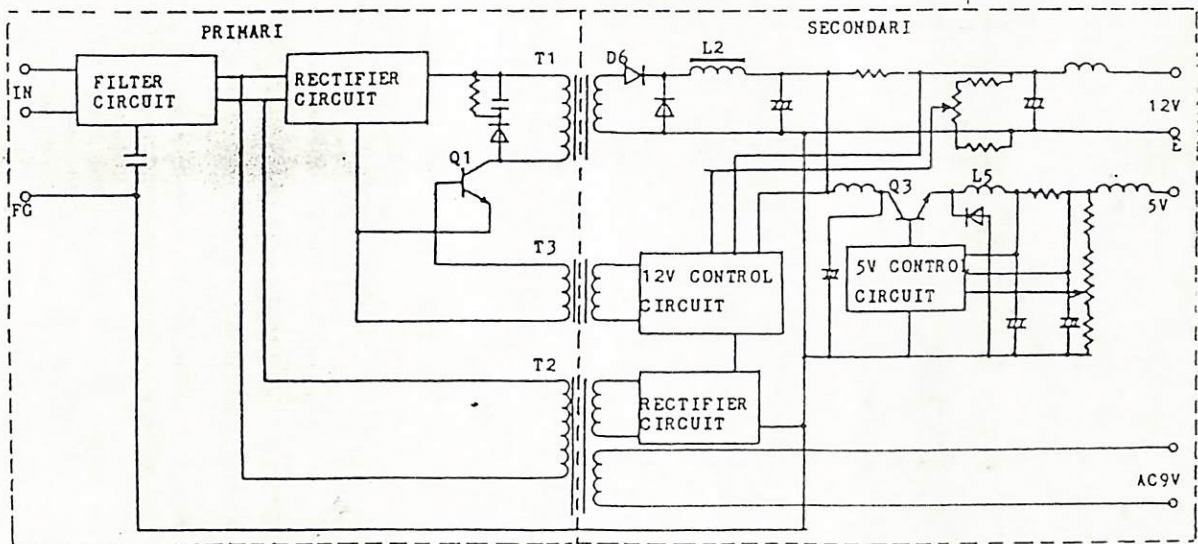 PRIMARI
SECONDARI
IN
FILTER
CIRCUIT
RECTIFIER
CIRCUIT
T1
D6
L2
12V
E
Q1
FG
Q3
L5
5V
T3
12V CONTROL
CIRCUIT
5V CONTROL
CIRCUIT
T2
RECTIFIER
CIRCUIT
AC9V